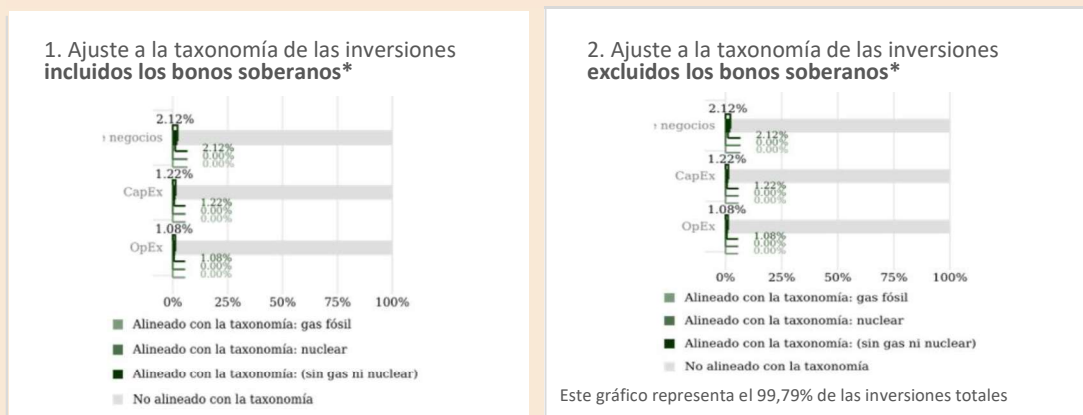 1. Ajuste a la taxonomía de las inversiones
incluidos los bonos soberanos*
2.12%
negocios
2.12%
0.00%
0.00%
1.22%
CapEx
1.22%
0.00%
0.00%
1.08%
OpEx
1.08%
0.00%
0.00%
0% 25% 50% 75% 100%
Alineado con la taxonomía: gas fósil
Alineado con la taxonomía: nuclear
Alineado con la taxonomía: (sin gas ni nuclear)
No alineado con la taxonomía
2. Ajuste a la taxonomía de las inversiones
excluidos los bonos soberanos*
2.12%
negocios
2.12%
0.00%
0.00%
1.22%
CapEx
1.22%
0.00%
0.00%
1.08%
OpEx
1.08%
0.00%
0.00%
0% 25% 50% 75% 100%
Alineado con la taxonomía: gas fósil
Alineado con la taxonomía: nuclear
Alineado con la taxonomía: (sin gas ni nuclear)
No alineado con la taxonomía
Este gráfico representa el 99,79% de las inversiones totales